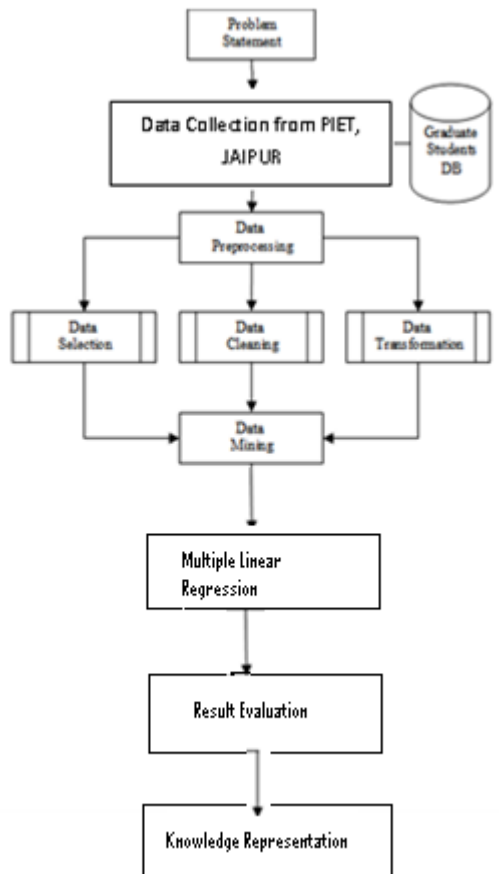 Problem
Statement
Data Collection from PIET,
JAIPUR
Graduate
Students
DB
Data
Preprocessing
Data
Selection
Data
Cleaning
Data
Transformation
Data
Mining
Multiple Linear
Regression
Result Evaluation
Knowledge Representation